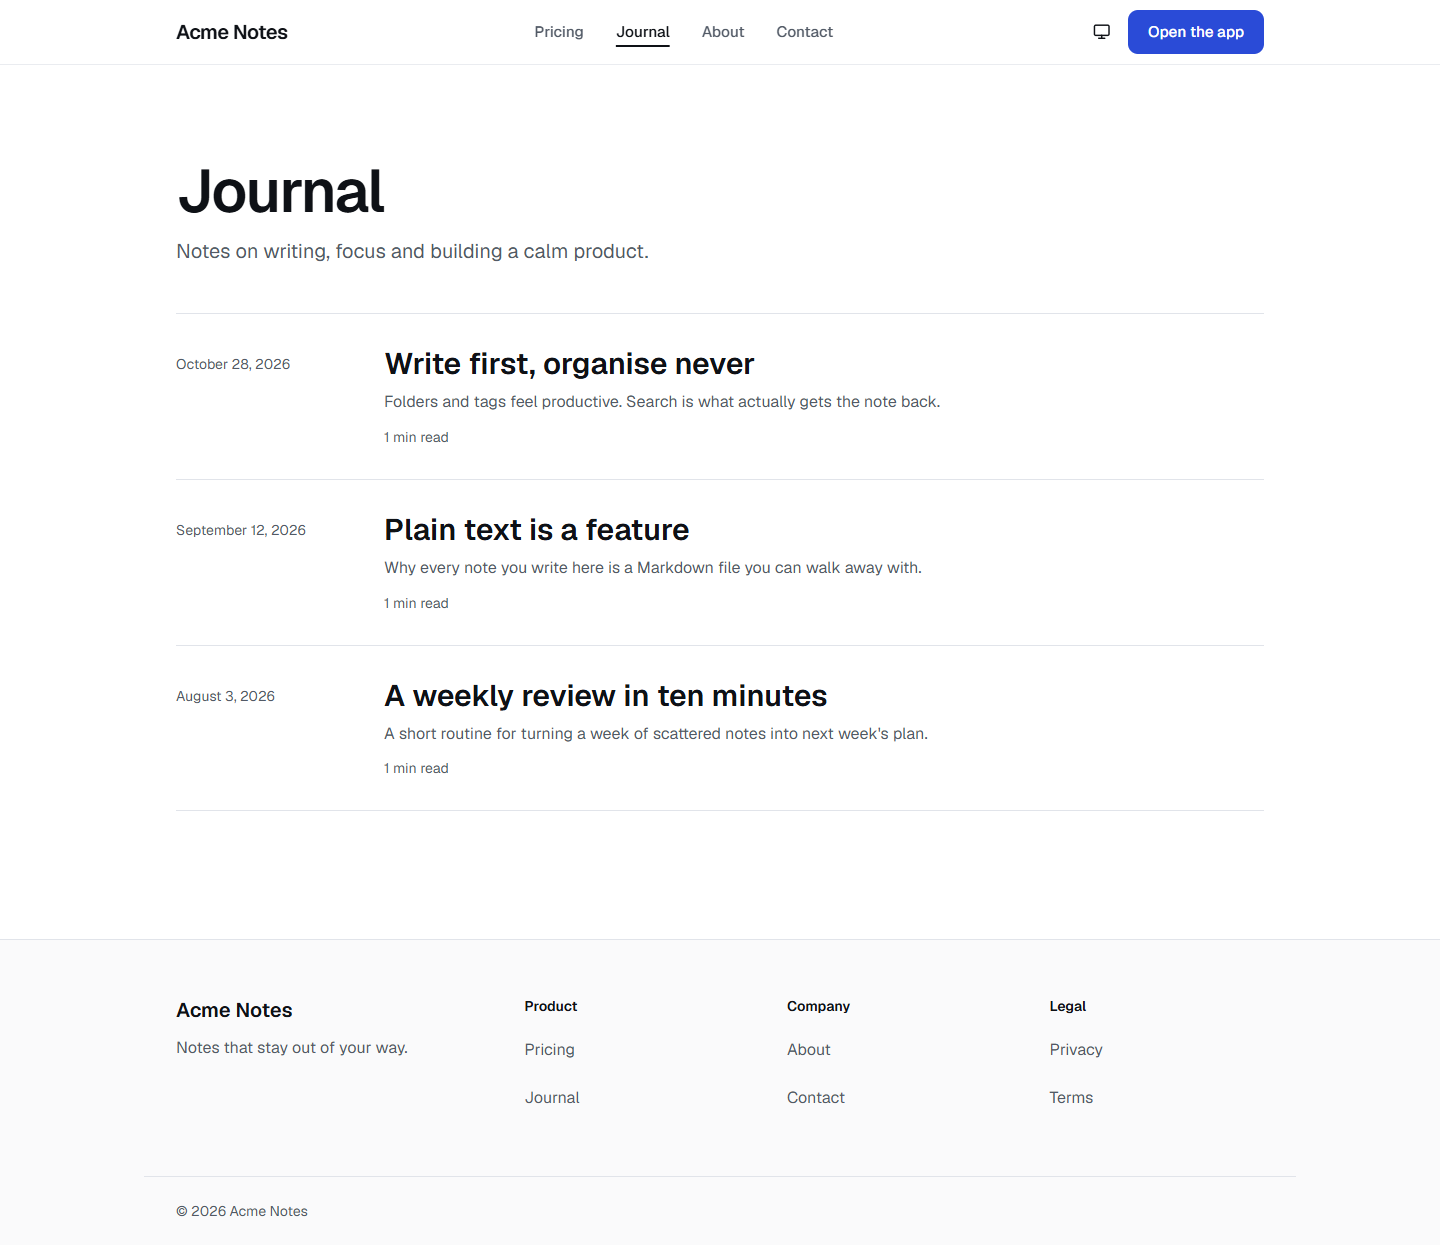 Acme Notes
Pricing
Journal
About
Contact
Open the app
Journal
Notes on writing, focus and building a calm product.
October 28, 2026
Write first, organise never
Folders and tags feel productive. Search is what actually gets the note back.
1 min read
September 12, 2026
Plain text is a feature
Why every note you write here is a Markdown file you can walk away with.
1 min read
August 3, 2026
A weekly review in ten minutes
A short routine for turning a week of scattered notes into next week's plan.
1 min read
Acme Notes
Notes that stay out of your way.
Product
Pricing
Journal
Company
About
Contact
Legal
Privacy
Terms
© 2026 Acme Notes